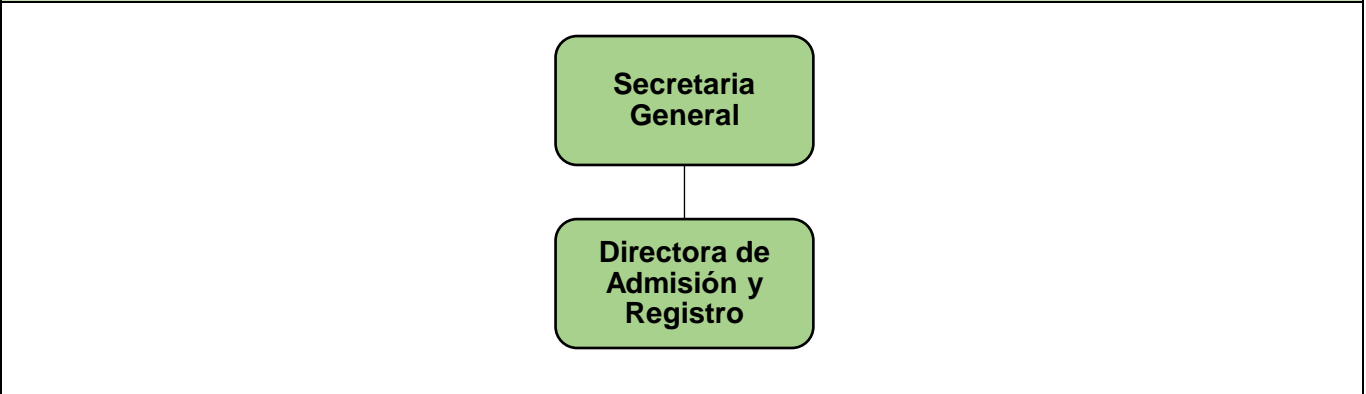 Secretaria
General
Directora de
Admisión y
Registro